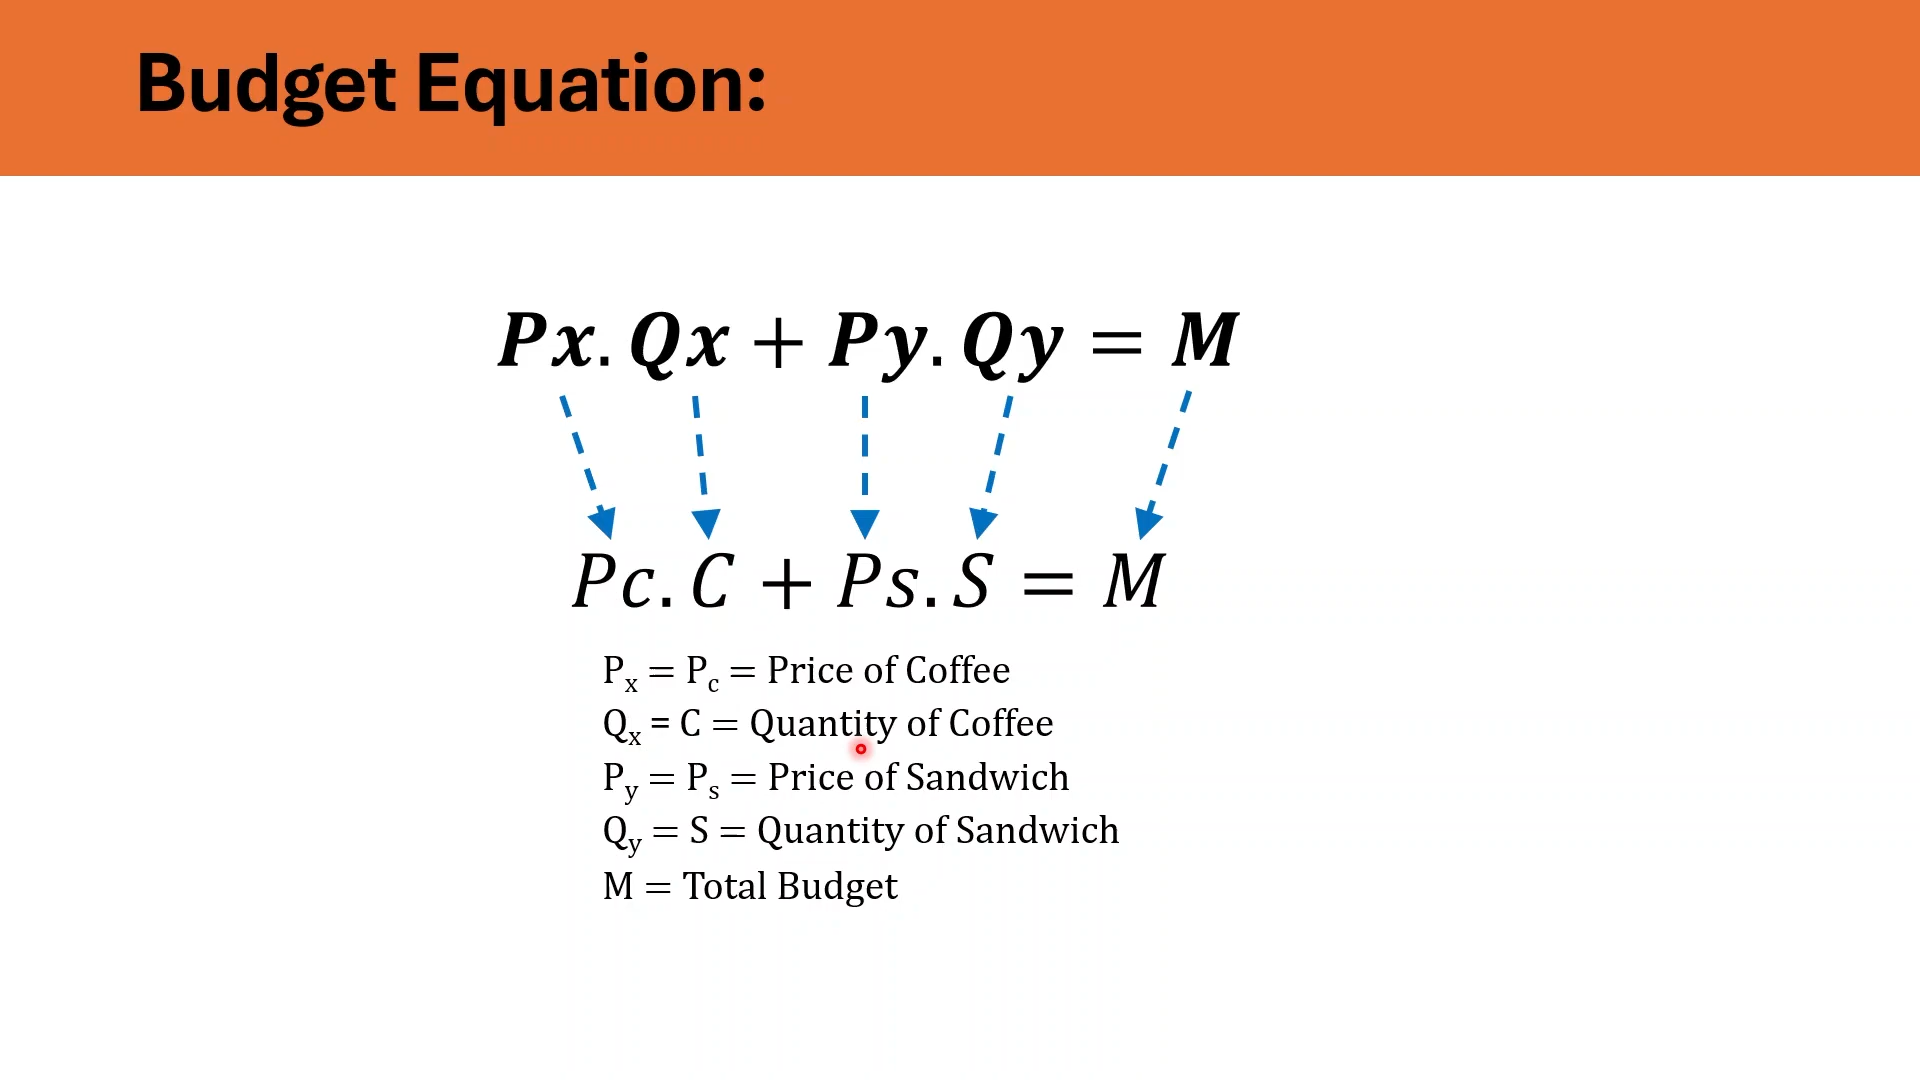 Budget Equation:
Px.Qx + Py.Qy = M
Pc.C + Ps.S = M
Px = Pc = Price of Coffee
Qx = C = Quantity of Coffee
Py = Ps = Price of Sandwich
Qy = S = Quantity of Sandwich
M = Total Budget